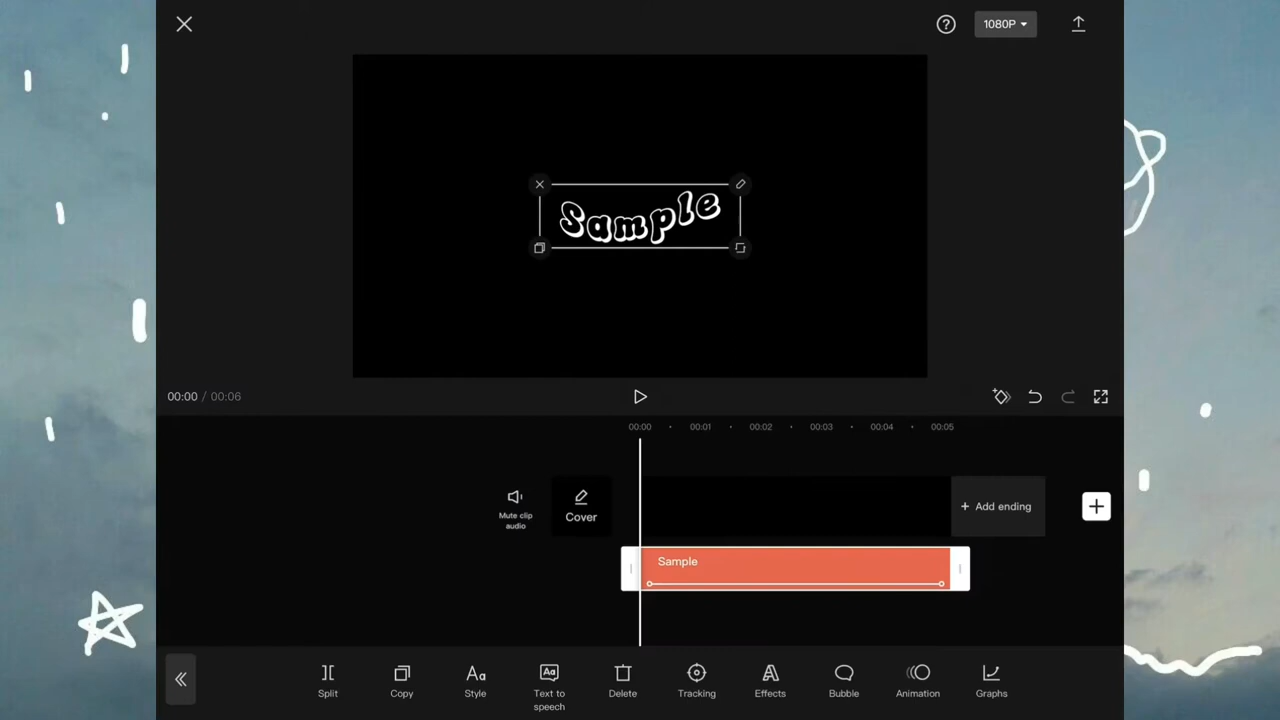 1080P
Sample
00:00 / 00:06
00:00 00:01 00:02 00:03 00:04 00:05
Mute clip
audio
Cover
+ Add ending
Sample
Split
Copy
Style
Text to
speech
Delete
Tracking
Effects
Bubble
Animation
Graphs